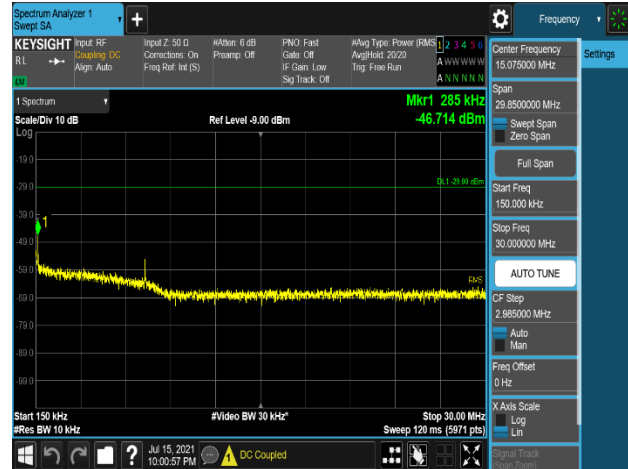 Spectrum Analyzer 1
Swept SA
Frequency
KEYSIGHT
Input: RF
Input Z: 50 Ω
#Atten: 6 dB
PNO: Fast
#Avg Type: Power (RMS
1 2 3 4 5 6
RL
Coupling: DC
Corrections: On
Preamp: Off
Gate: Off
Avg|Hold: 20/20
A W W W W W
Align: Auto
Freq Ref: Int (S)
IF Gain: Low
Trig: Free Run
Sig Track: Off
A N N N N N
Center Frequency
15.075000 MHz
Settings
Span
29.8500000 MHz
Swept Span
Zero Span
Full Span
Start Freq
150.000 kHz
Stop Freq
30.000000 MHz
AUTO TUNE
CF Step
2.985000 MHz
Auto
Man
Freq Offset
0 Hz
X Axis Scale
Log
Lin
Signal Track
(Span Zoom)
1 Spectrum
Mkr1 285 kHz
Scale/Div 10 dB
Ref Level -9.00 dBm
-46.714 dBm
Log
-19.0
DL1 -29.00 dBm
-29.0
-39.0
1
-49.0
-59.0
RMS
-69.0
-79.0
-89.0
-99.0
Start 150 kHz
#Video BW 30 kHz*
Stop 30.00 MHz
#Res BW 10 kHz
Sweep 120 ms (5971 pts)
?
Jul 15, 2021
10:00:57 PM
DC Coupled